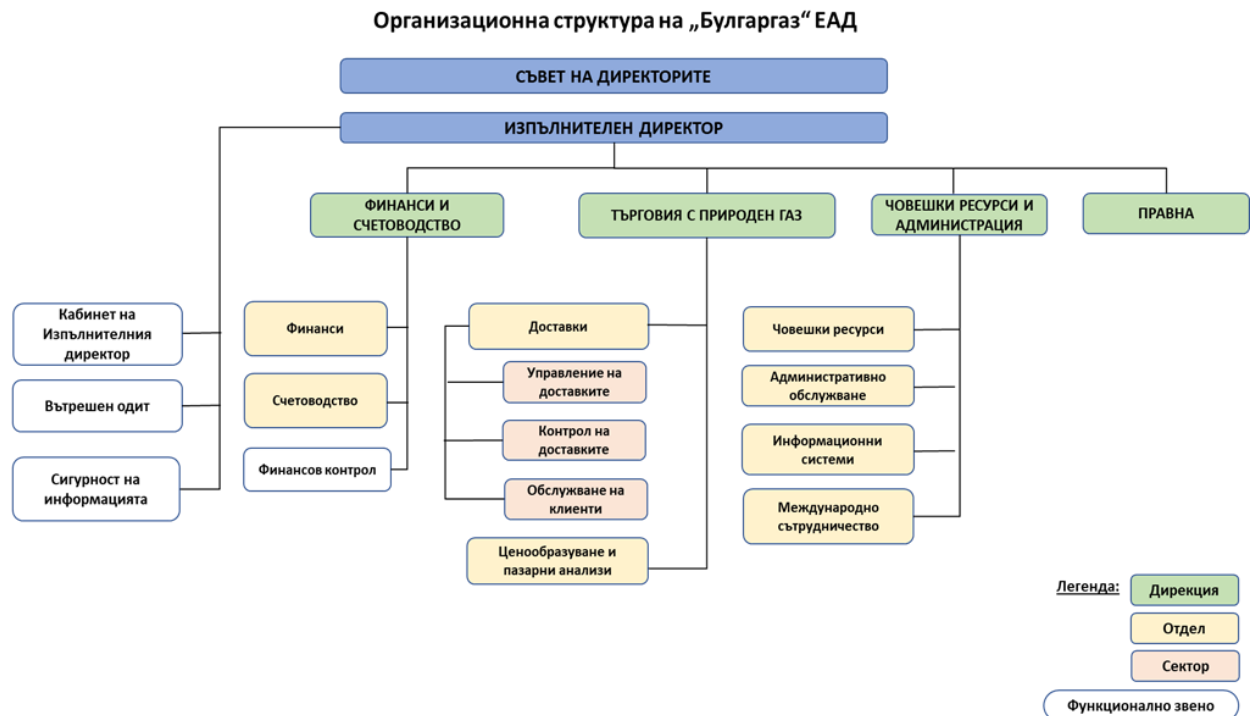 Организационна структура на „Булгаргаз“ ЕАД
СЪВЕТ НА ДИРЕКТОРИТЕ
ИЗПЪЛНИТЕЛЕН ДИРЕКТОР
ФИНАНСИ И
СЧЕТОВОДСТВО
ТЪРГОВИЯ С ПРИРОДЕН ГАЗ
ЧОВЕШКИ РЕСУРСИ И
АДМИНИСТРАЦИЯ
ПРАВНА
Кабинет на
Изпълнителния
директор
Вътрешен одит
Сигурност на
информацията
Финанси
Счетоводство
Финансов контрол
Доставки
Управление на
доставките
Контрол на
доставките
Обслужване на
клиенти
Ценообразуване и
пазарни анализи
Човешки ресурси
Административно
обслужване
Информационни
системи
Международно
сътрудничество
Легенда:
Дирекция
Отдел
Сектор
Функционално звено